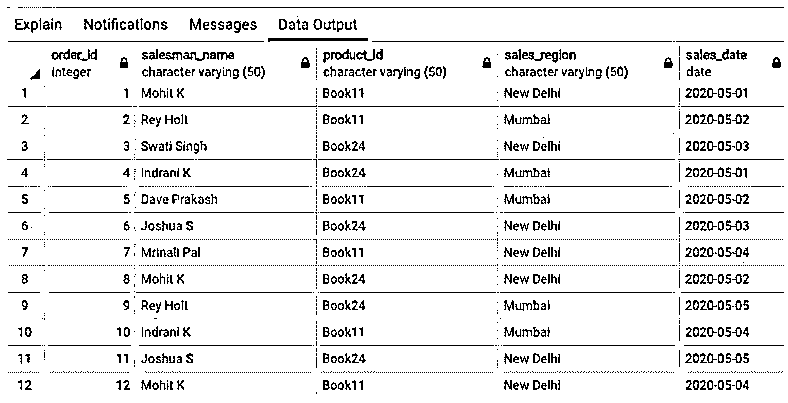 Explain Notifications Messages Data Output
order_id salesman_name product_id sales_region sales_date
integer character varying (50) character varying (50) character varying (50) date
1 1 Mohit K Book11 New Delhi 2020-05-01
2 2 Rey Holt Book11 Mumbai 2020-05-02
3 3 Swati Singh Book24 New Delhi 2020-05-03
4 4 Indrani K Book24 Mumbai 2020-05-01
5 5 Dave Prakash Book11 Mumbai 2020-05-02
6 6 Joshua S Book24 New Delhi 2020-05-03
7 7 Mrinali Pal Book11 New Delhi 2020-05-04
8 8 Mohit K Book24 New Delhi 2020-05-02
9 9 Rey Holt Book24 Mumbai 2020-05-05
10 10 Indrani K Book11 Mumbai 2020-05-04
11 11 Joshua S Book24 New Delhi 2020-05-05
12 12 Mohit K Book11 New Delhi 2020-05-04